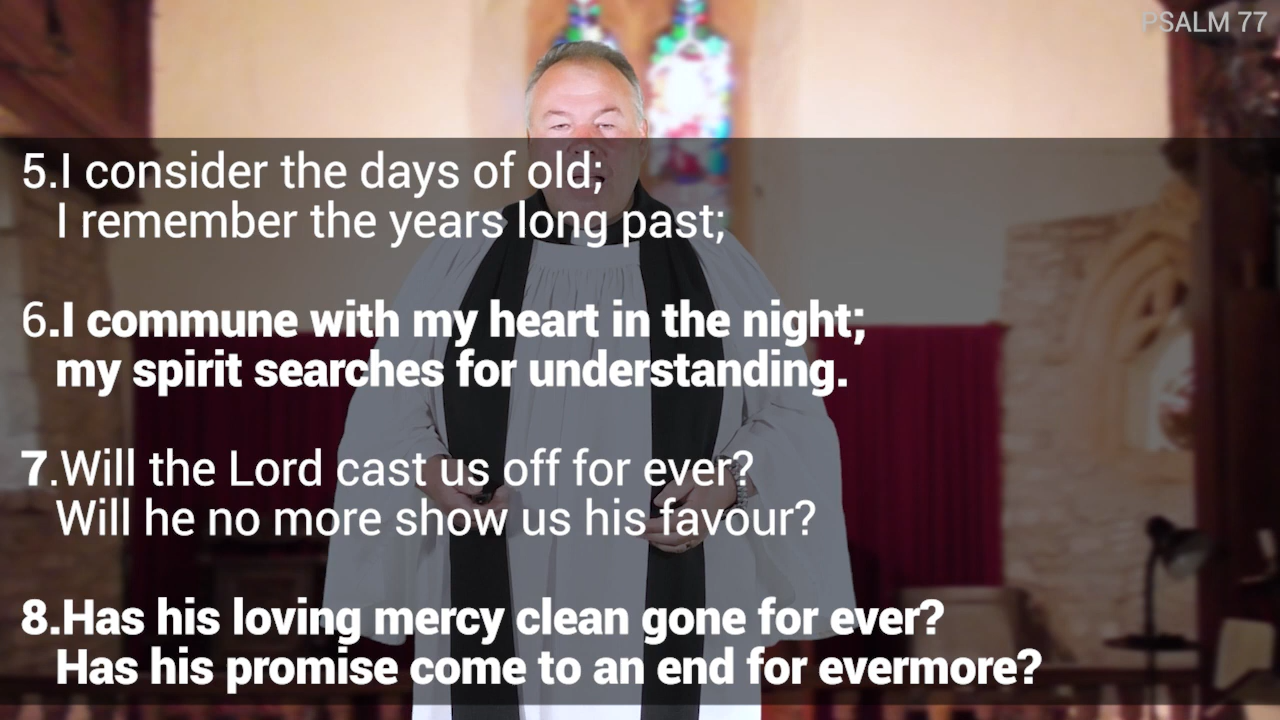 PSALM 77
5.I consider the days of old;
I remember the years long past;
6.I commune with my heart in the night;
my spirit searches for understanding.
7.Will the Lord cast us off for ever?
Will he no more show us his favour?
8.Has his loving mercy clean gone for ever?
Has his promise come to an end for evermore?